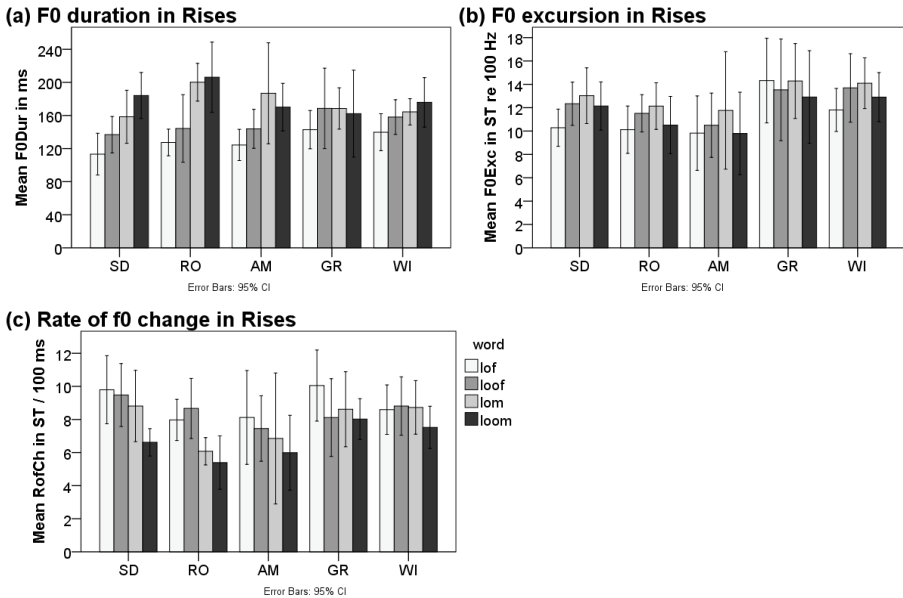 (a) F0 duration in Rises
Mean F0Dur in ms
240
200
160
120
80
40
0
SD RO AM GR WI
Error Bars: 95% CI
(b) F0 excursion in Rises
Mean F0Exc in ST re 100 Hz
18
16
14
12
10
8
6
4
2
0
SD RO AM GR WI
Error Bars: 95% CI
(c) Rate of f0 change in Rises
Mean RofCh in ST / 100 ms
12
10
8
6
4
2
0
SD RO AM GR WI
Error Bars: 95% CI
word
lof
loof
lom
loom